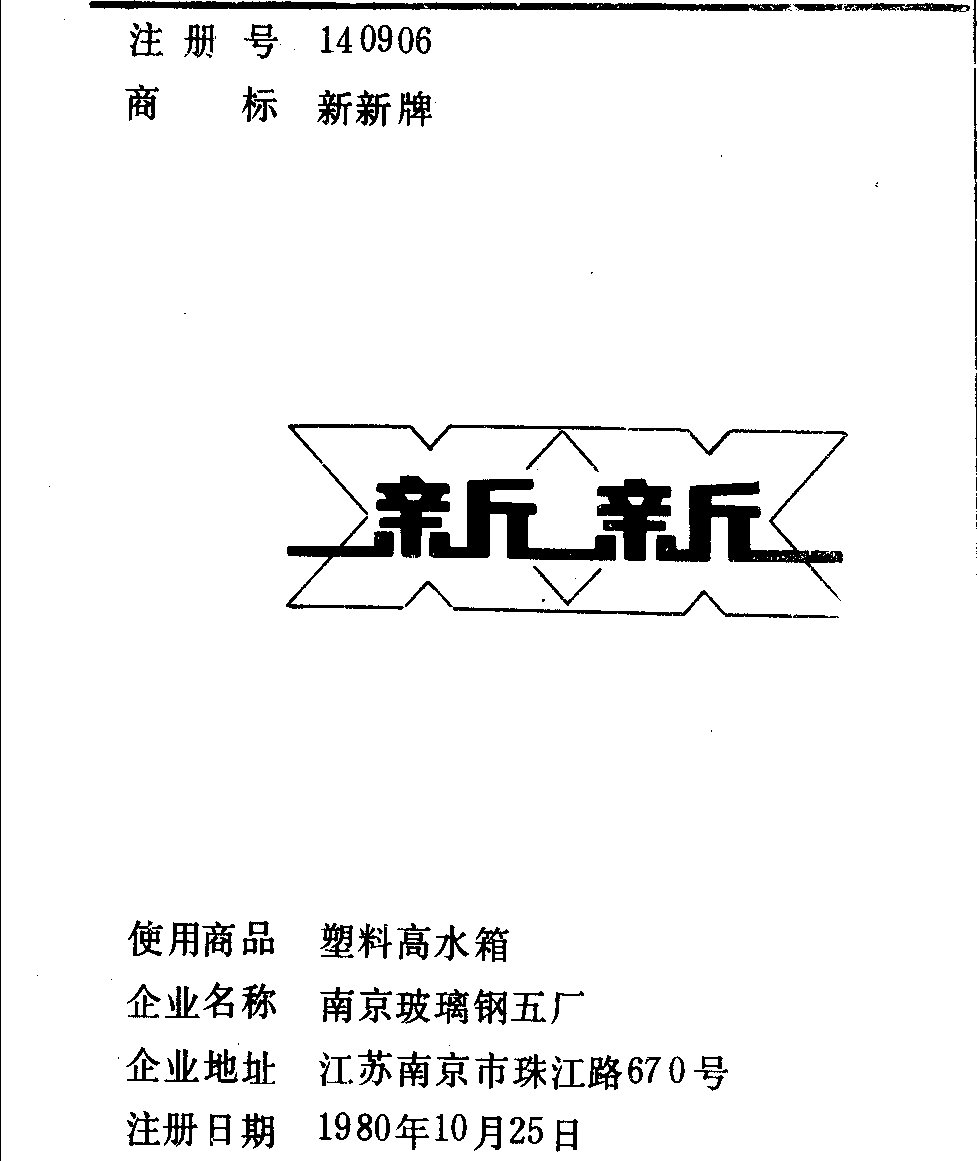 注册号 140906
商标 新新牌
新新
使用商品 塑料高水箱
企业名称 南京玻璃钢五厂
企业地址 江苏南京市珠江路670号
注册日期 1980年10月25日